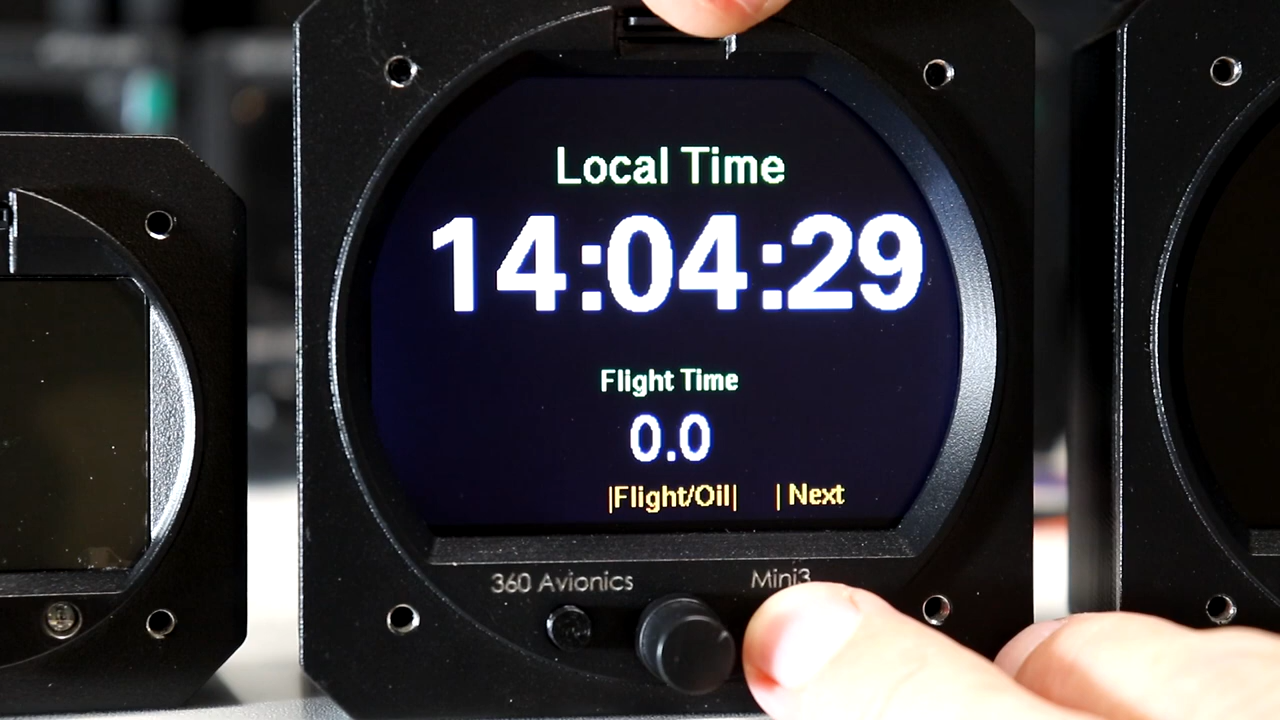 Local Time
14:04:29
Flight Time
0.0
|Flight/Oil| | Next
360 Avionics Mini3